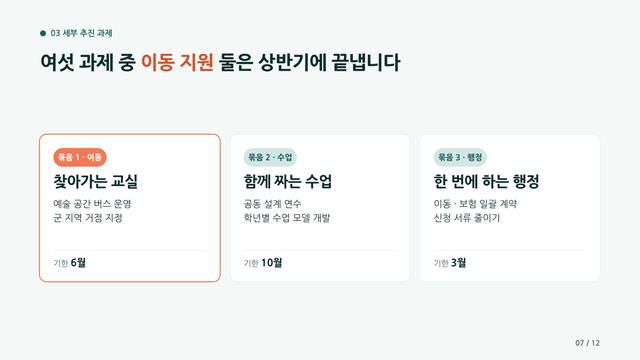 03 세부 추진 과제
여섯 과제 중 이동 지원 둘은 상반기에 끝냅니다
묶음 1 · 이동
찾아가는 교실
예술 공간 버스 운영
군 지역 거점 지정
기한 6월
묶음 2 · 수업
함께 짜는 수업
공동 설계 연수
학년별 수업 모델 개발
기한 10월
묶음 3 · 행정
한 번에 하는 행정
이동 · 보험 일괄 계약
신청 서류 줄이기
기한 3월
07 / 12